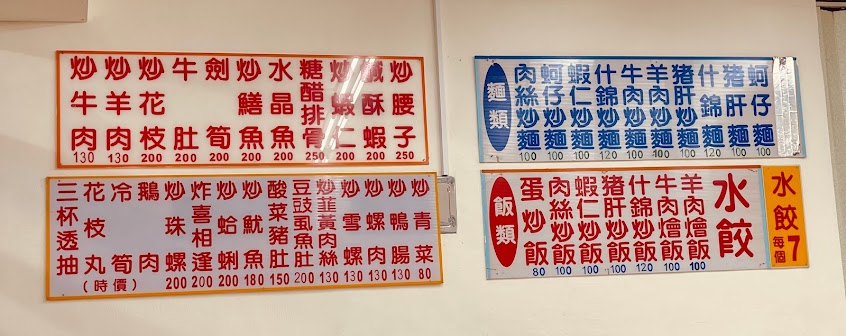 炒牛肉 130
炒羊肉 130
炒花枝 200
牛肚 200
劍筍 200
炒鱔魚 200
水晶魚 200
糖醋排骨 250
炒蝦仁 200
鹹酥蝦 200
炒腰子 250
三杯透抽
花枝丸
冷筍
(時價)
鵝肉
炒珠螺 200
炸喜相逢 200
炒蛤蜊 200
炒魷魚 180
酸菜豬肚 150
豆豉虱魚肚 200
炒韮黃肉絲 130
炒雪螺 130
炒螺肉 130
炒鴨腸 130
炒青菜 80
麵類
肉絲炒麵 100
蚵仔炒麵 100
蝦仁炒麵 100
什錦炒麵 120
牛肉炒麵 100
羊肉炒麵 100
猪肝炒麵 100
什錦麵 120
猪肝麵 100
蚵仔麵 100
飯類
蛋炒飯 80
肉絲炒飯 100
蝦仁炒飯 100
猪肝炒飯 100
什錦炒飯 120
牛肉燴飯 100
羊肉燴飯 100
水餃
水餃每個7